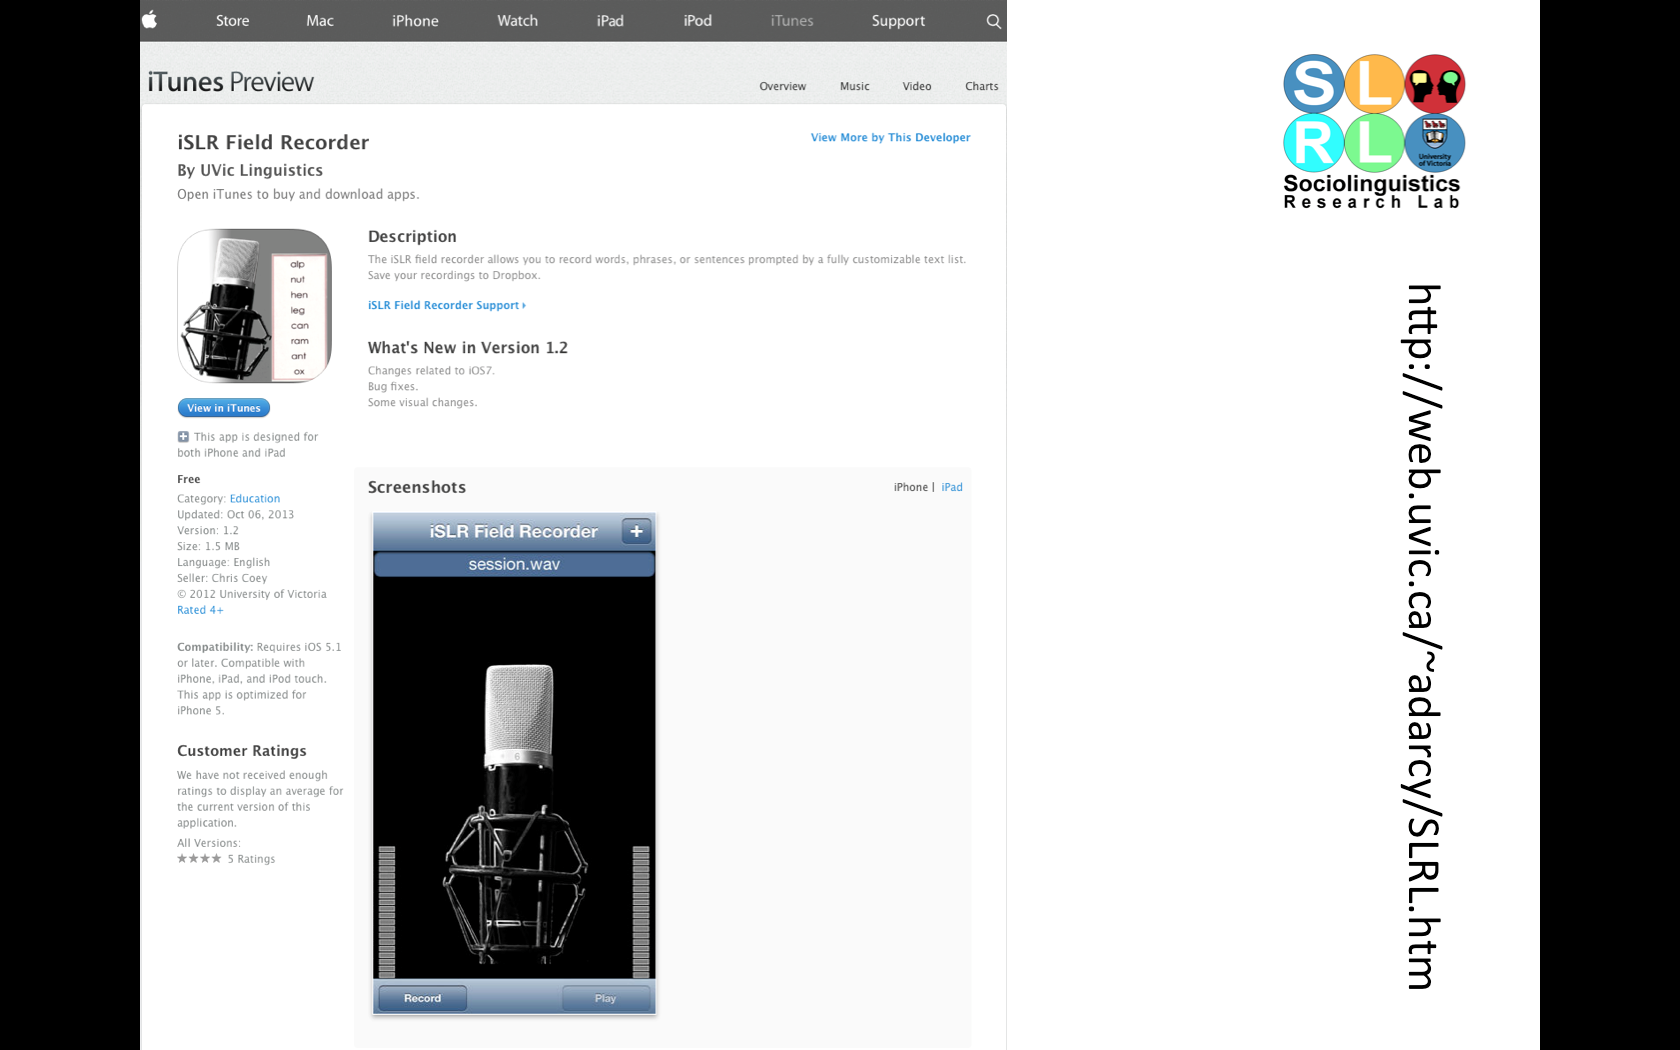 Store Mac iPhone Watch iPad iPod iTunes Support
iTunes Preview
Overview Music Video Charts
iSLR Field Recorder
By UVic Linguistics
Open iTunes to buy and download apps.
View More by This Developer
alp
nut
hen
leg
can
ram
ant
ox
View in iTunes
This app is designed for
both iPhone and iPad
Free
Category: Education
Updated: Oct 06, 2013
Version: 1.2
Size: 1.5 MB
Language: English
Seller: Chris Coey
© 2012 University of Victoria
Rated 4+
Compatibility: Requires iOS 5.1
or later. Compatible with
iPhone, iPad, and iPod touch.
This app is optimized for
iPhone 5.
Customer Ratings
We have not received enough
ratings to display an average for
the current version of this
application.
All Versions:
★★★★ 5 Ratings
Description
The iSLR field recorder allows you to record words, phrases, or sentences prompted by a fully customizable text list.
Save your recordings to Dropbox.
iSLR Field Recorder Support
What's New in Version 1.2
Changes related to iOS7.
Bug fixes.
Some visual changes.
Screenshots
iPhone | iPad
iSLR Field Recorder +
session.wav
6
Record Play
S L
R L
University
of Victoria
Sociolinguistics
Research Lab
http://web.uvic.ca/~adarcy/SLRL.htm